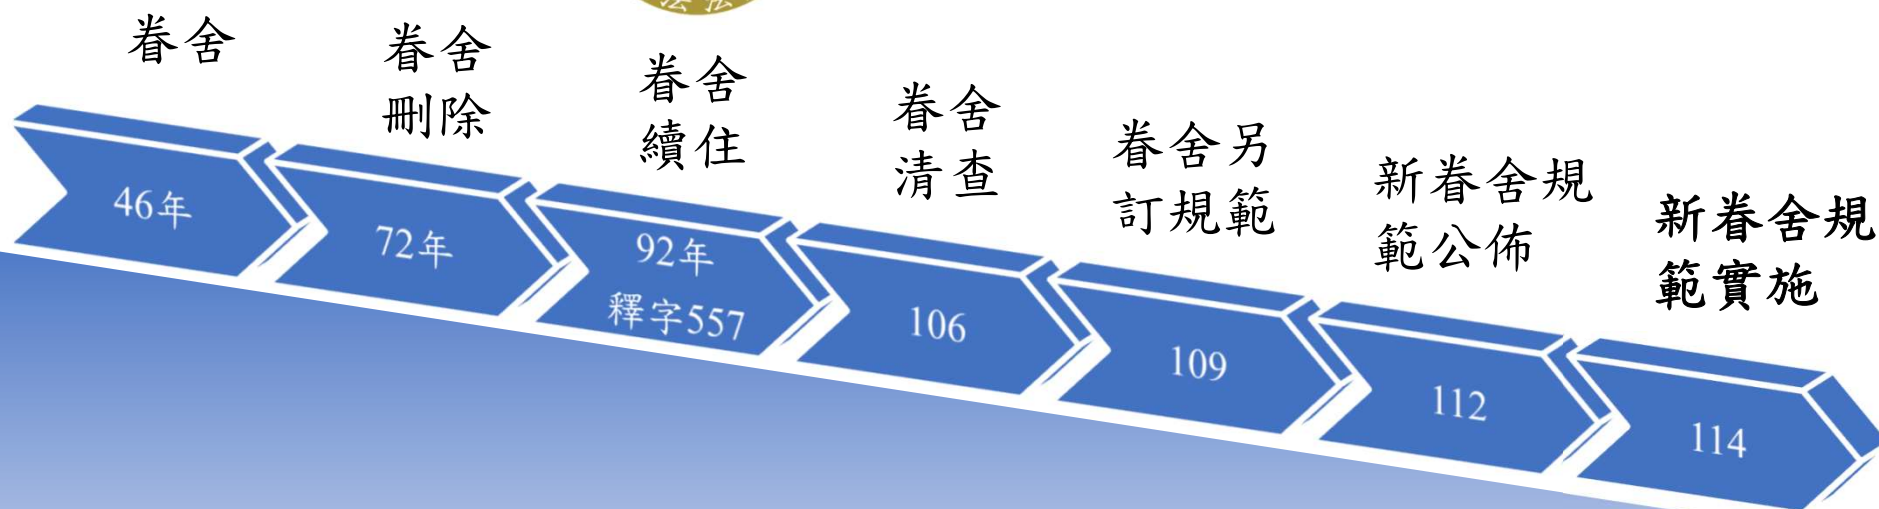 法 法
眷舍
眷舍
刪除
眷舍
續住
眷舍
清查
眷舍另
訂規範
新眷舍規
範公佈
新眷舍規
範實施
46年
72年
92年
釋字557
106
109
112
114